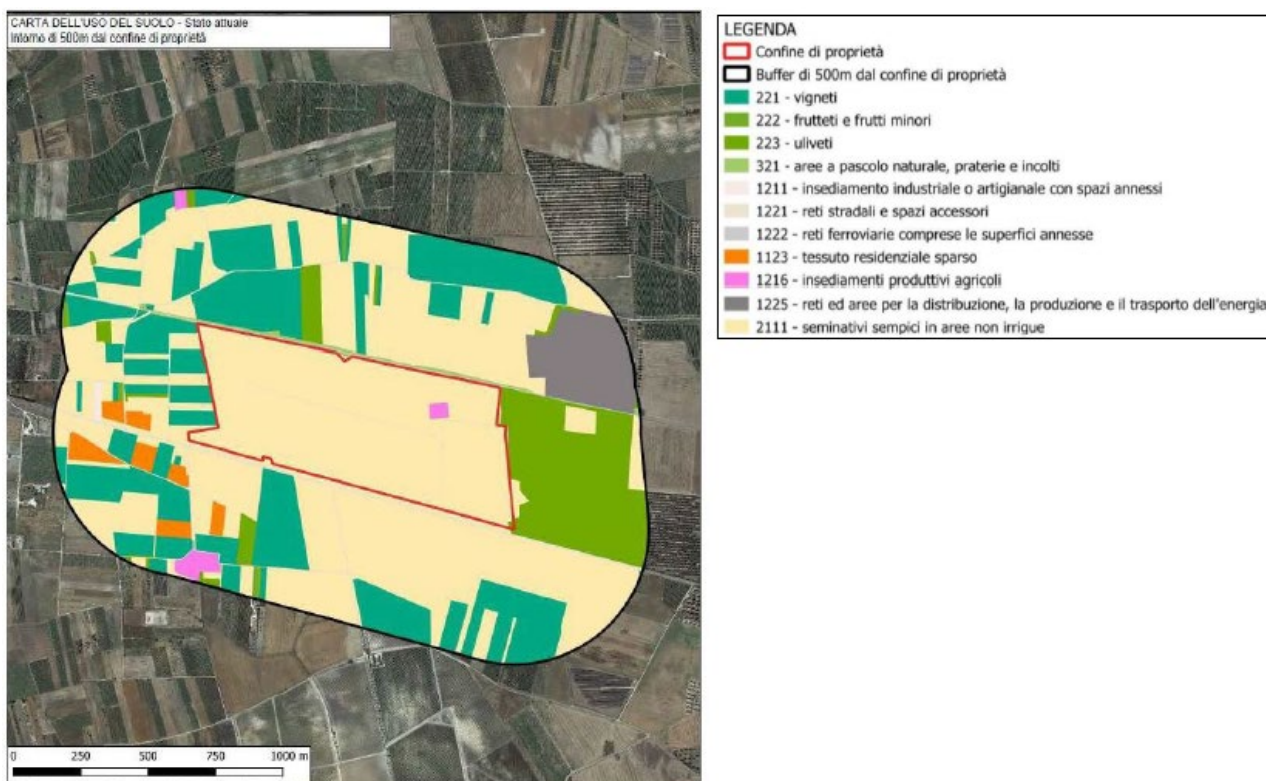 CARTA DELL'USO DEL SUOLO - Stato attuale
Intorno di 500m dal confine di proprietà
LEGENDA
Confine di proprietà
Buffer di 500m dal confine di proprietà
221 - vigneti
222 - frutteti e frutti minori
223 - uliveti
321 - aree a pascolo naturale, praterie e incolti
1211 - insediamento industriale o artigianale con spazi annessi
1221 - reti stradali e spazi accessori
1222 - reti ferroviarie comprese le superfici annesse
1123 - tessuto residenziale sparso
1216 - insediamenti produttivi agricoli
1225 - reti ed aree per la distribuzione, la produzione e il trasporto dell'energia
2111 - seminativi sempici in aree non irrigue
0 250 500 750 1000 m